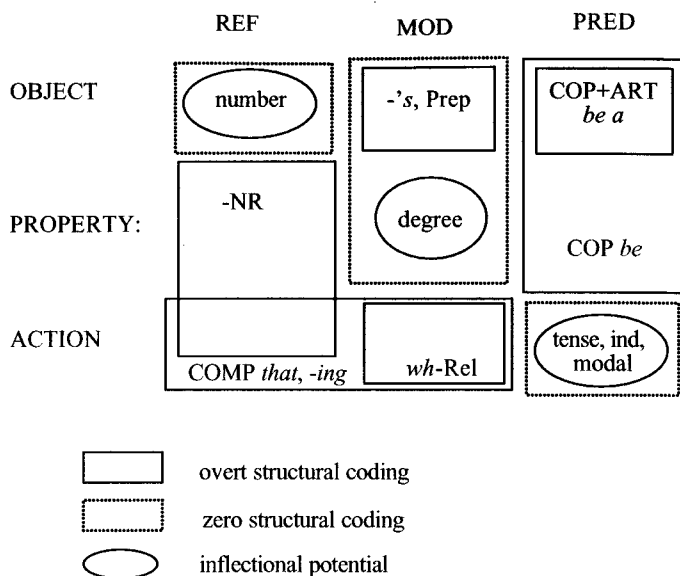 REF MOD PRED
OBJECT number -'s, Prep COP+ART
be a
PROPERTY: -NR degree COP be
ACTION tense, ind,
modal
COMP that, -ing wh-Rel
overt structural coding
zero structural coding
inflectional potential